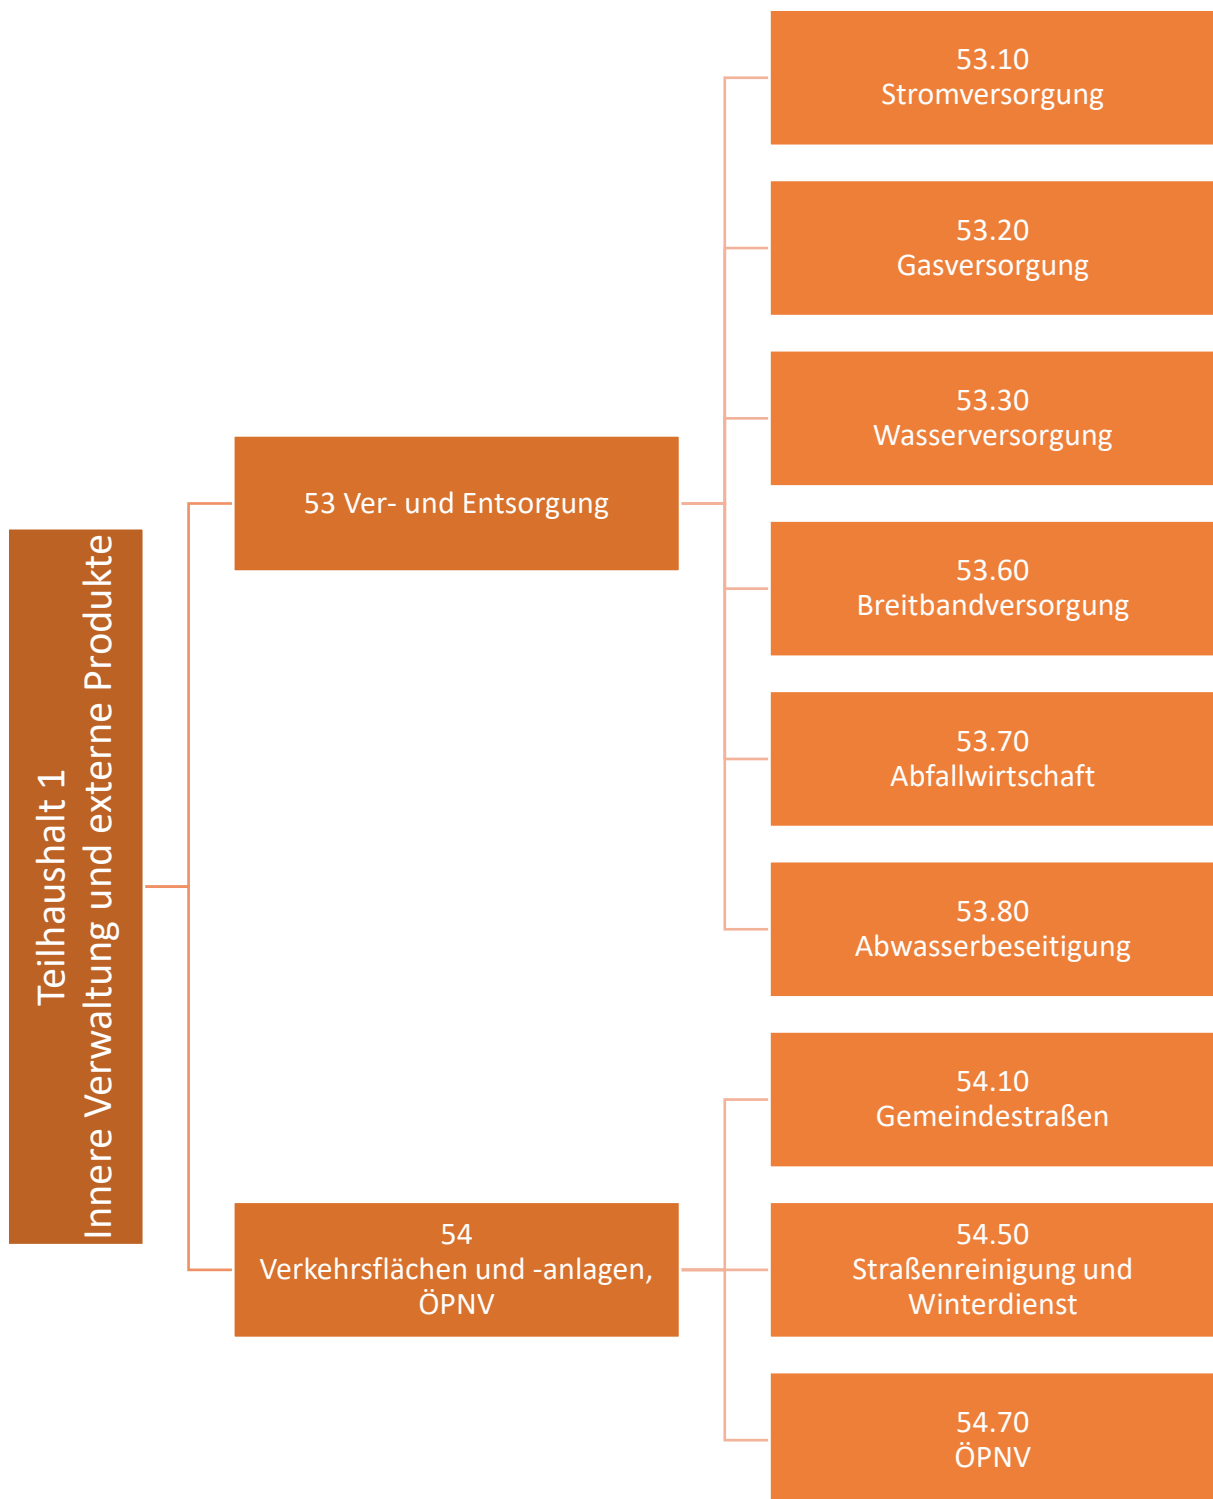 Teilhaushalt 1
Innere Verwaltung und externe Produkte
53 Ver- und Entsorgung
53.10
Stromversorgung
53.20
Gasversorgung
53.30
Wasserversorgung
53.60
Breitbandversorgung
53.70
Abfallwirtschaft
53.80
Abwasserbeseitigung
54
Verkehrsflächen und -anlagen,
ÖPNV
54.10
Gemeindestraßen
54.50
Straßenreinigung und
Winterdienst
54.70
ÖPNV